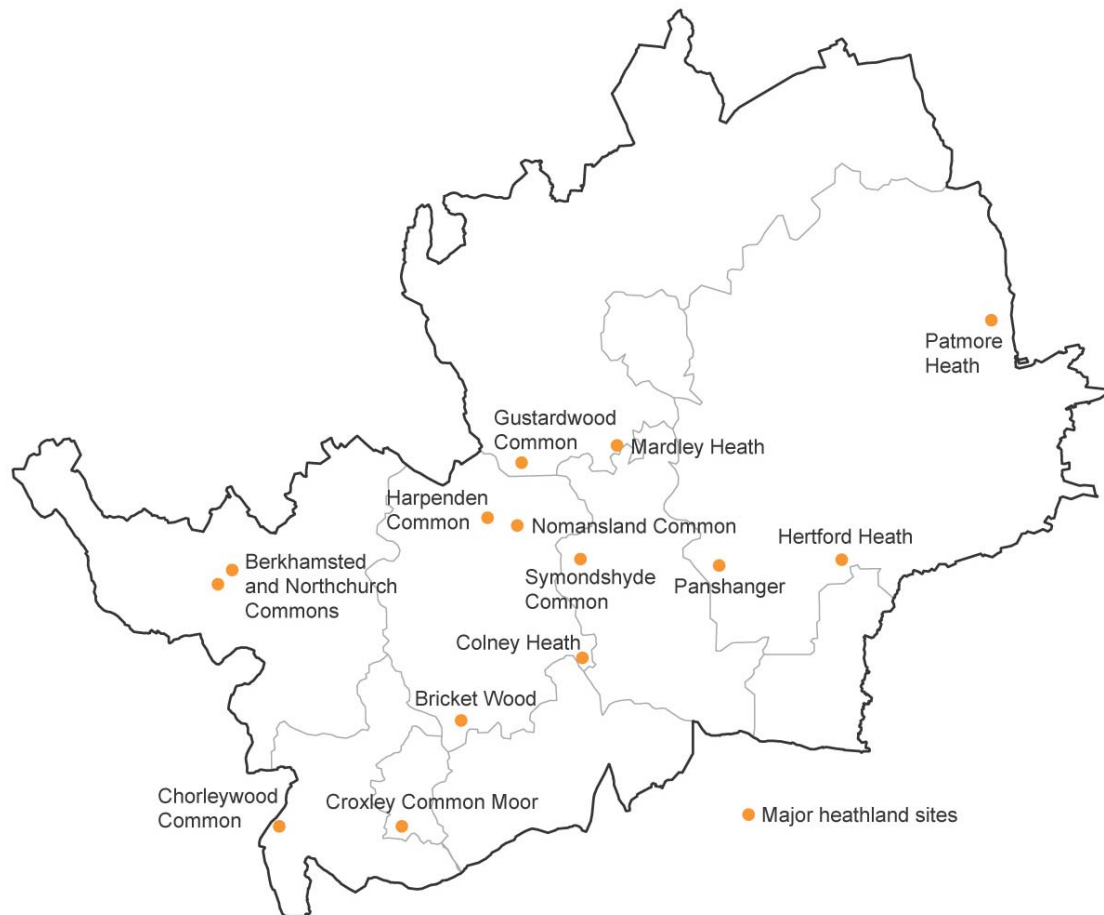 Patmore
Heath
Gustardwood
Common
Mardley Heath
Harpenden
Common
Nomansland Common
Hertford Heath
Berkhamsted
and Northchurch
Commons
Symondshyde
Common
Panshanger
Colney Heath
Bricket Wood
Chorleywood
Common
Croxley Common Moor
Major heathland sites